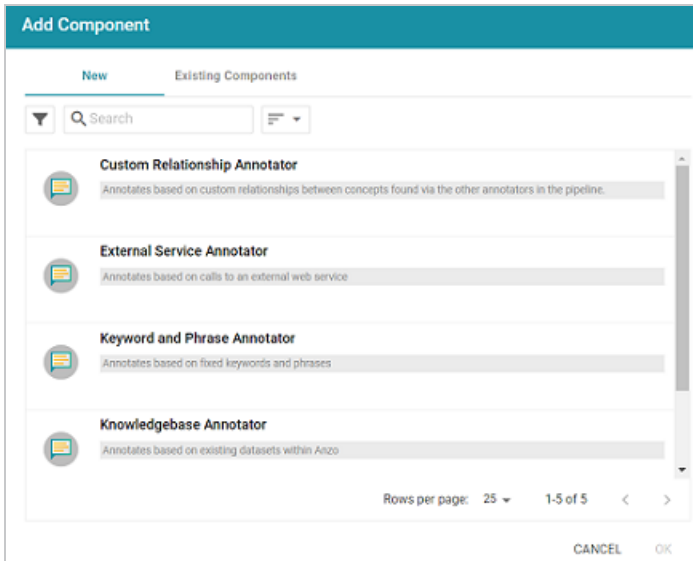 Add Component
New
Existing Components
Search
Custom Relationship Annotator
Annotates based on custom relationships between concepts found via the other annotators in the pipeline.
External Service Annotator
Annotates based on calls to an external web service
Keyword and Phrase Annotator
Annotates based on fixed keywords and phrases
Knowledgebase Annotator
Annotates based on existing datasets within Anzo
Rows per page: 25 1-5 of 5
CANCEL OK